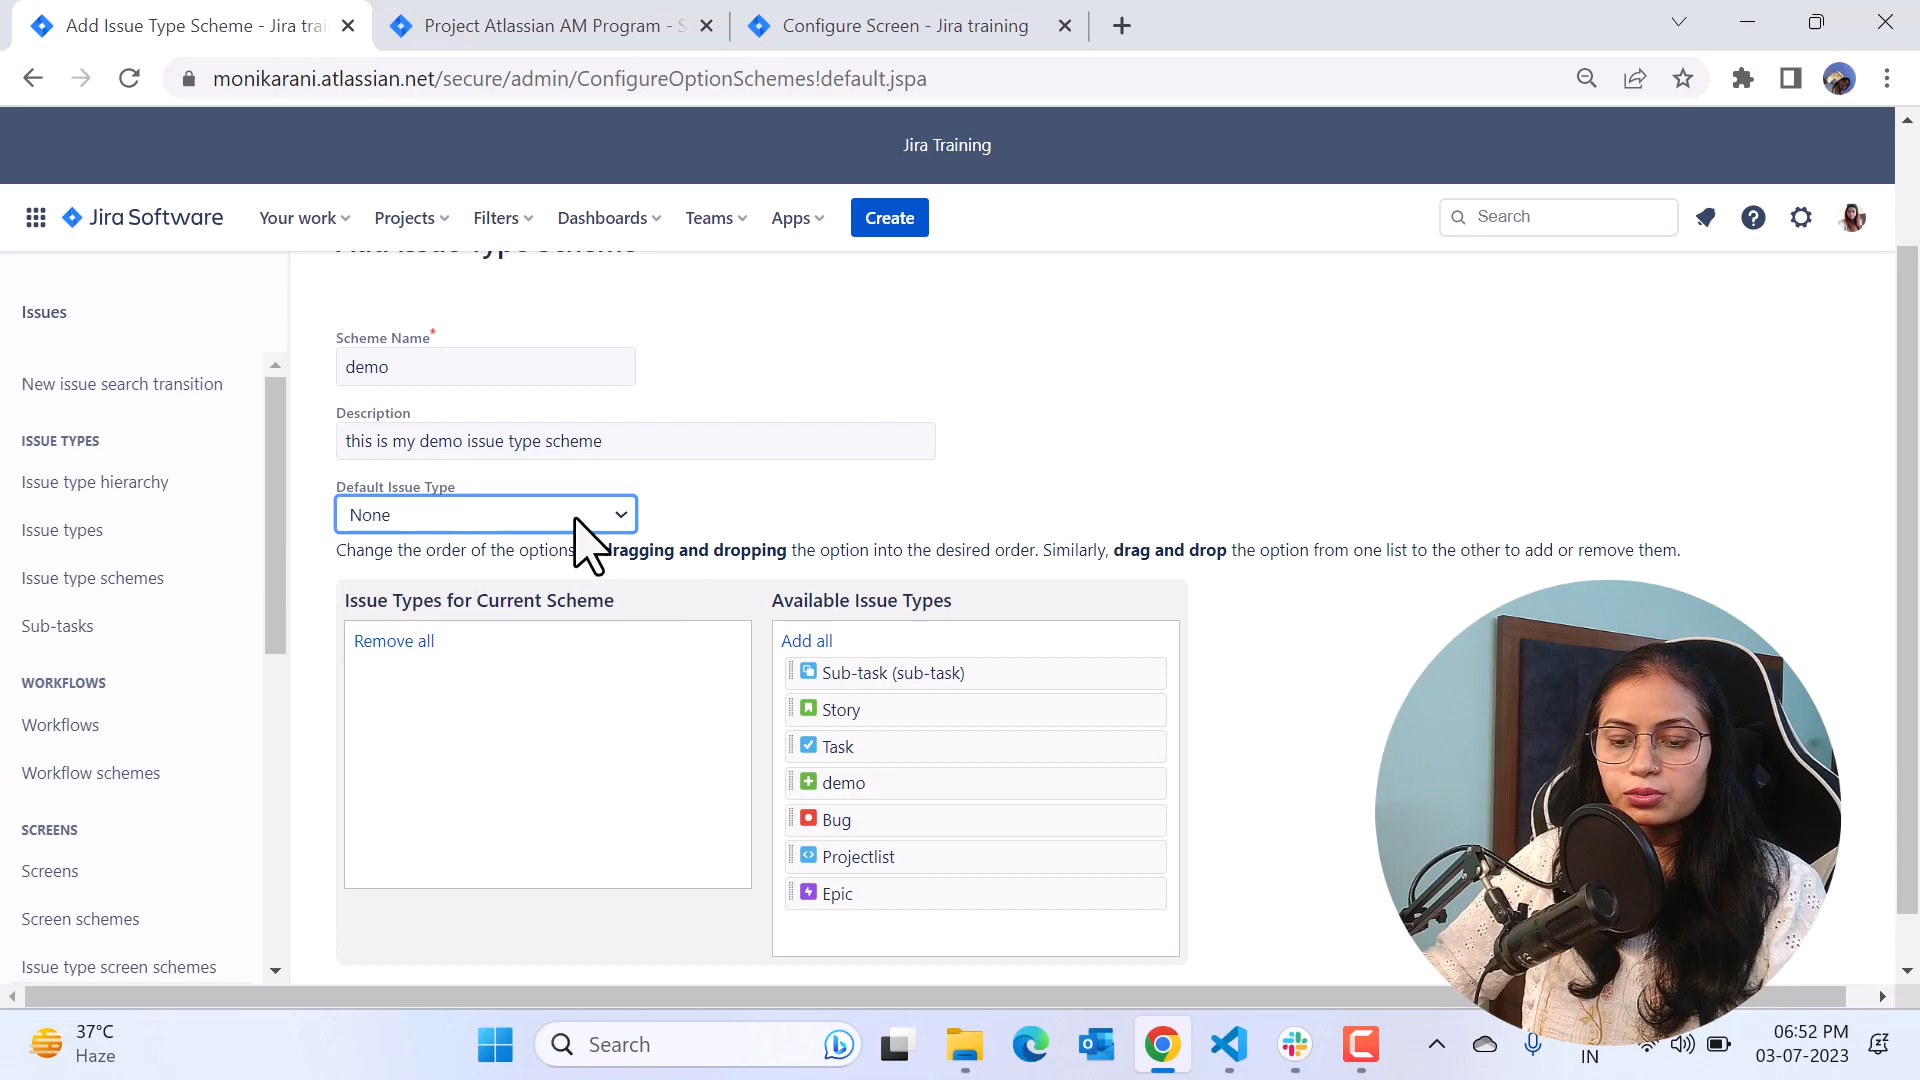 Add Issue Type Scheme - Jira trai
Project Atlassian AM Program - S
Configure Screen - Jira training
monikarani.atlassian.net/secure/admin/ConfigureOptionSchemes!default.jspa
Jira Training
Jira Software
Your work
Projects
Filters
Dashboards
Teams
Apps
Create
Search
Add Issue Type Scheme
Issues
New issue search transition
ISSUE TYPES
Issue type hierarchy
Issue types
Issue type schemes
Sub-tasks
WORKFLOWS
Workflows
Workflow schemes
SCREENS
Screens
Screen schemes
Issue type screen schemes
Scheme Name*
demo
Description
this is my demo issue type scheme
Default Issue Type
None
Change the order of the options dragging and dropping the option into the desired order. Similarly, drag and drop the option from one list to the other to add or remove them.
Issue Types for Current Scheme
Remove all
Available Issue Types
Add all
Sub-task (sub-task)
Story
Task
demo
Bug
Projectlist
Epic
37°C
Haze
Search
IN
06:52 PM
03-07-2023